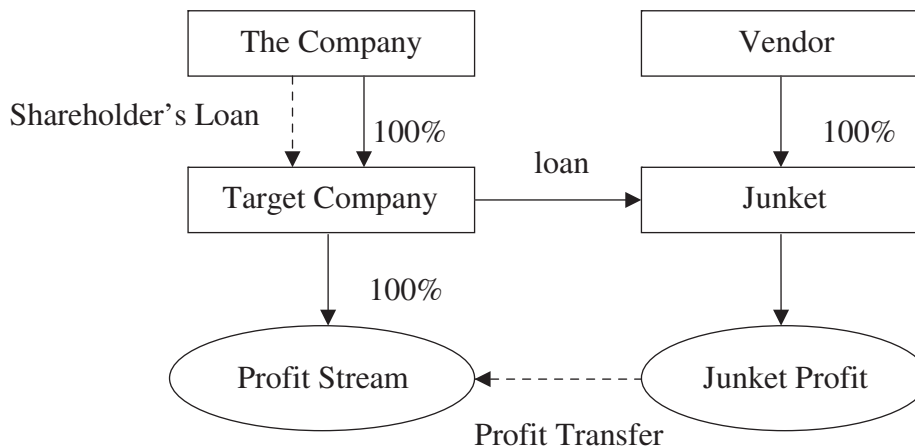 The Company
Vendor
Shareholder’s Loan
100%
100%
loan
Target Company
Junket
100%
Profit Stream
Junket Profit
Profit Transfer